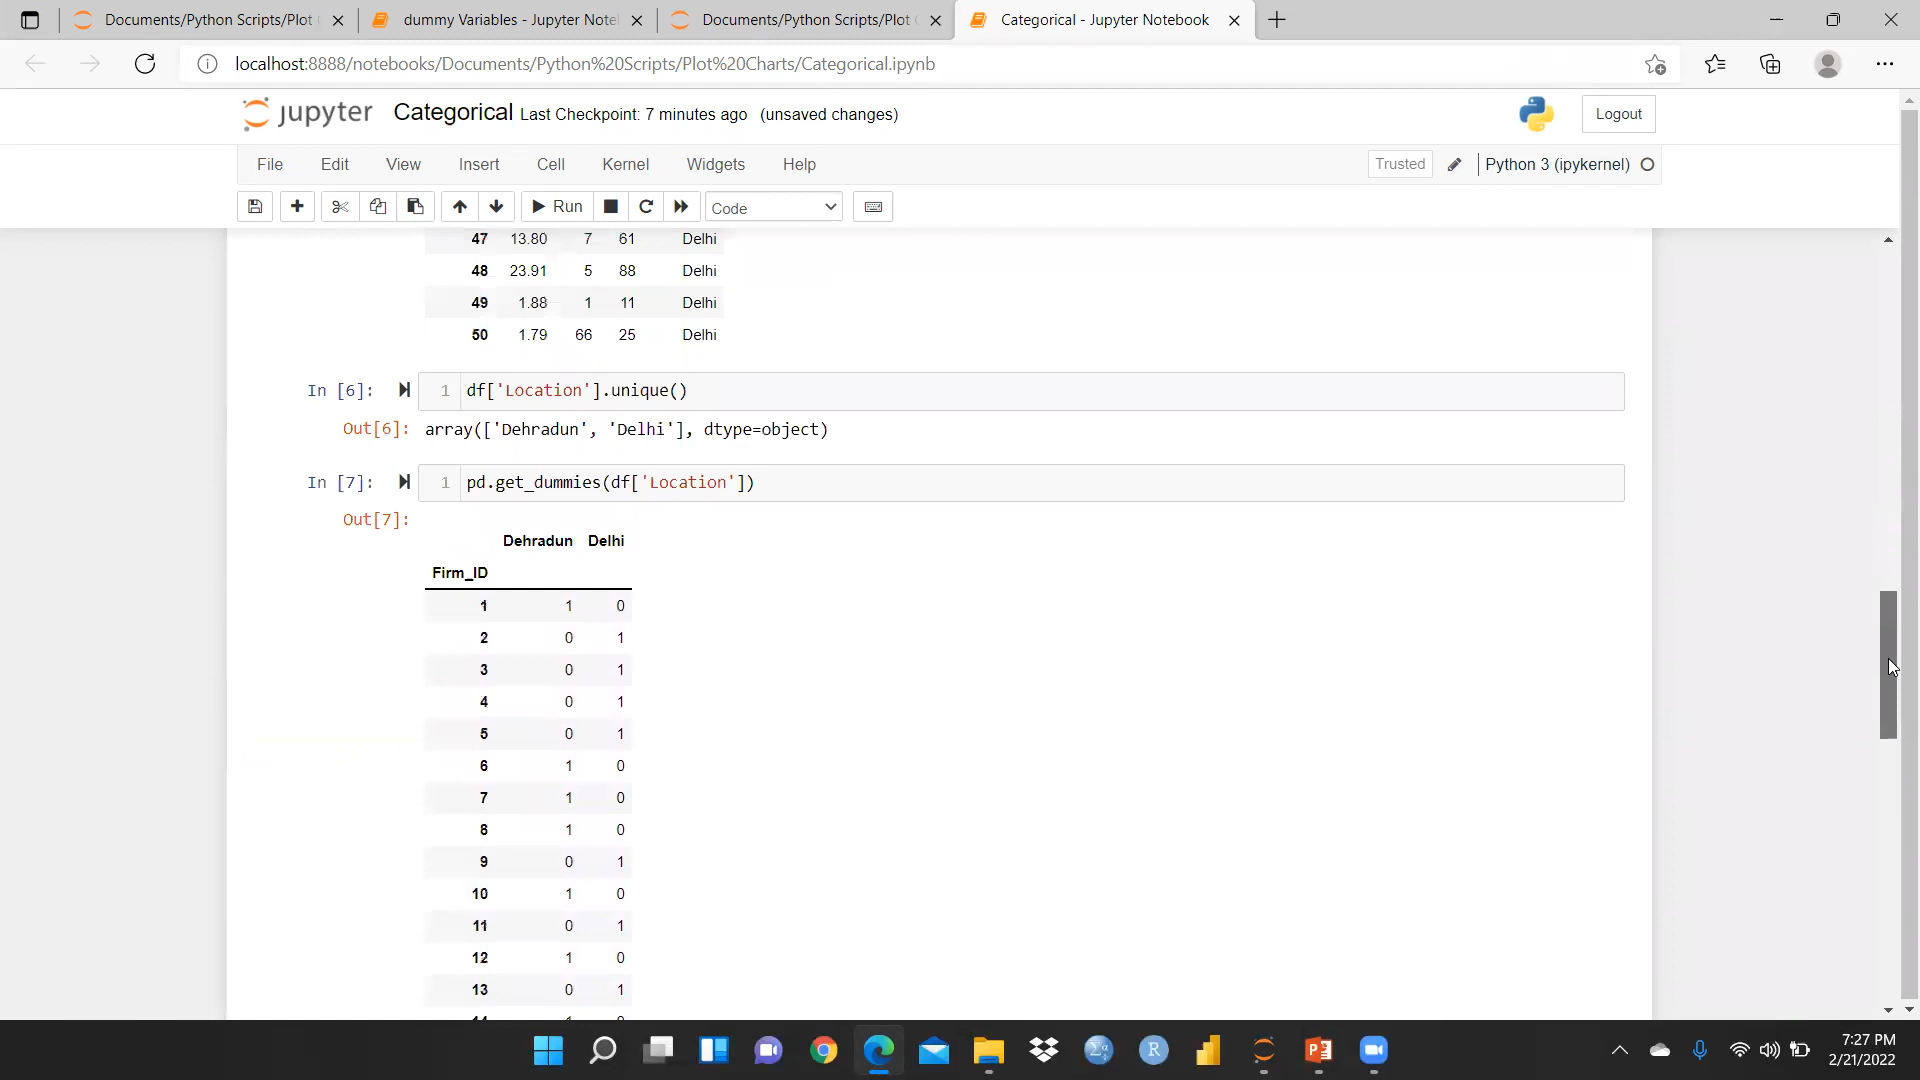 Documents/Python Scripts/Plot
dummy Variables - Jupyter Note
Documents/Python Scripts/Plot
Categorical - Jupyter Notebook
localhost:8888/notebooks/Documents/Python%20Scripts/Plot%20Charts/Categorical.ipynb
jupyter Categorical Last Checkpoint: 7 minutes ago (unsaved changes)
Logout
File Edit View Insert Cell Kernel Widgets Help
Trusted Python 3 (ipykernel)
Run Code
47 13.80 7 61 Delhi
48 23.91 5 88 Delhi
49 1.88 1 11 Delhi
50 1.79 66 25 Delhi
In [6]: 1 df['Location'].unique()
Out[6]: array(['Dehradun', 'Delhi'], dtype=object)
In [7]: 1 pd.get_dummies(df['Location'])
Out[7]:
Dehradun Delhi
Firm_ID
1 1 0
2 0 1
3 0 1
4 0 1
5 0 1
6 1 0
7 1 0
8 1 0
9 0 1
10 1 0
11 0 1
12 1 0
13 0 1
7:27 PM
2/21/2022